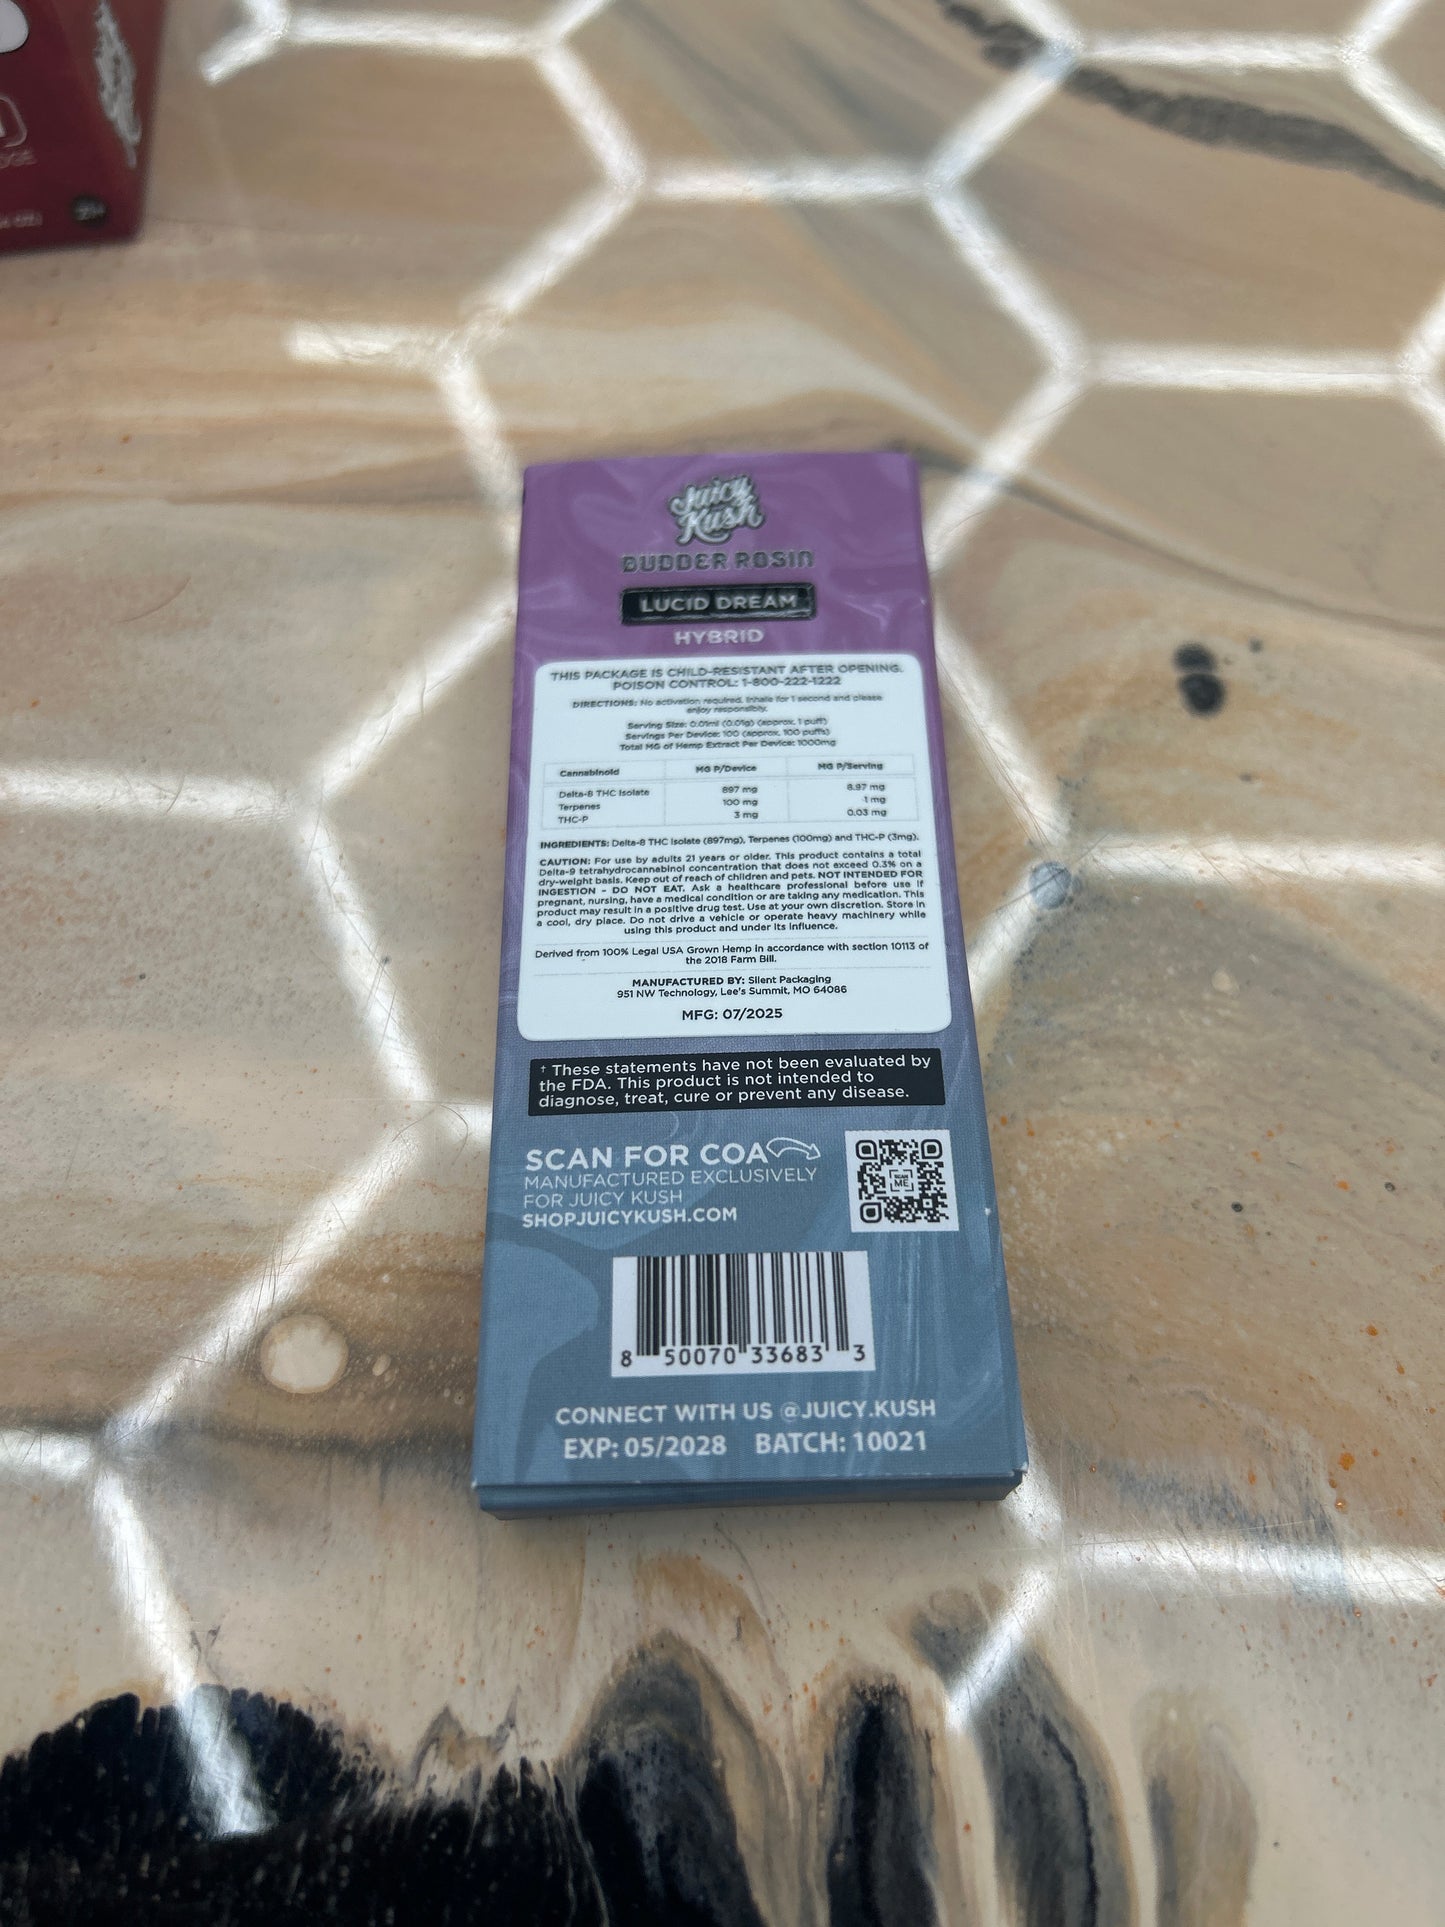 Juicy
Kush
BUDDER ROSIN
LUCID DREAM
HYBRID
THIS PACKAGE IS CHILD-RESISTANT AFTER OPENING.
POISON CONTROL: 1-800-222-1222
DIRECTIONS: No activation required. Inhale for 1 second and please
enjoy responsibly.
Serving Size: 0.01ml (0.01g) (approx. 1 puff)
Servings Per Device: 100 (approx. 100 puffs)
Total MG of Hemp Extract Per Device: 1000mg
Cannabinoid MG P/Device MG P/Serving
Delta-8 THC Isolate 897 mg 8.97 mg
Terpenes 100 mg 1 mg
THC-P 3 mg 0.03 mg
INGREDIENTS: Delta-8 THC Isolate (897mg), Terpenes (100mg) and THC-P (3mg).
CAUTION: For use by adults 21 years or older. This product contains a total
Delta-9 tetrahydrocannabinol concentration that does not exceed 0.3% on a
dry-weight basis. Keep out of reach of children and pets. NOT INTENDED FOR
INGESTION - DO NOT EAT. Ask a healthcare professional before use if
pregnant, nursing, have a medical condition or are taking any medication. This
product may result in a positive drug test. Use at your own discretion. Store in
a cool, dry place. Do not drive a vehicle or operate heavy machinery while
using this product and under its influence.
Derived from 100% Legal USA Grown Hemp in accordance with section 10113 of
the 2018 Farm Bill.
MANUFACTURED BY: Silent Packaging
951 NW Technology, Lee's Summit, MO 64086
MFG: 07/2025
† These statements have not been evaluated by
the FDA. This product is not intended to
diagnose, treat, cure or prevent any disease.
SCAN FOR COA
MANUFACTURED EXCLUSIVELY
FOR JUICY KUSH
SHOPJUICYKUSH.COM
SCAN
ME
8 50070 33683 3
CONNECT WITH US @JUICY.KUSH
EXP: 05/2028 BATCH: 10021